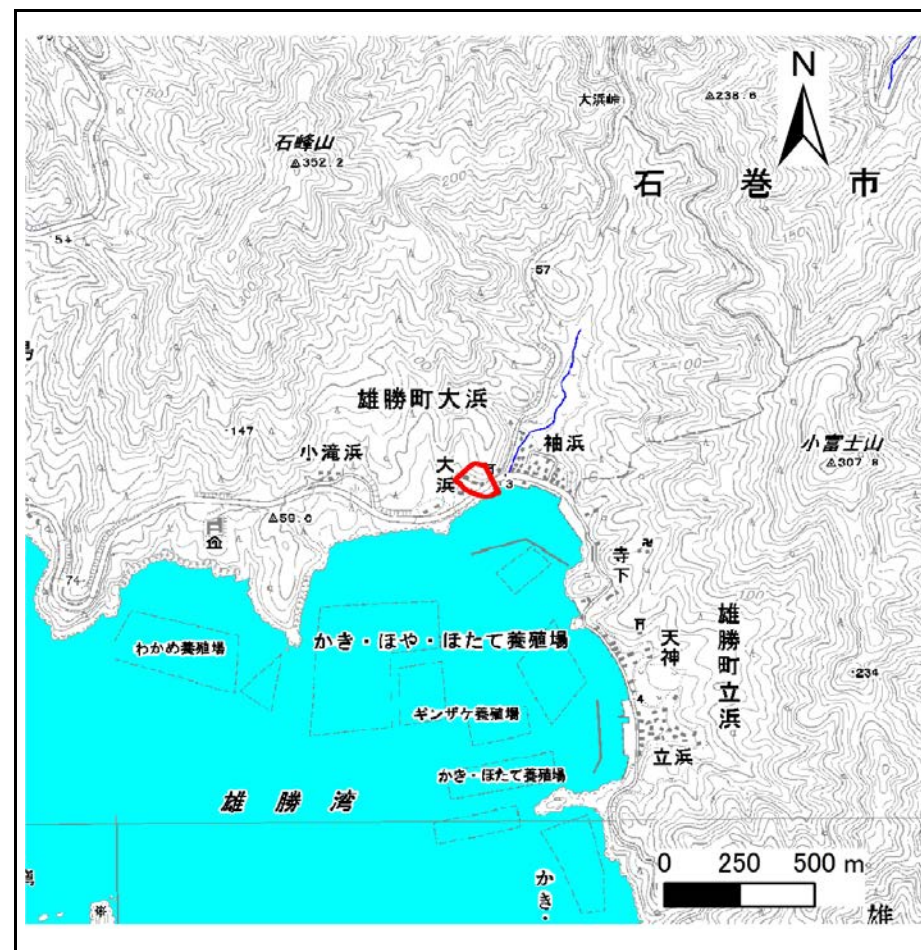 N
大浜峠
238.6
石峰山
352.2
石巻市
200
54
57
100
雄勝町大浜
147
小滝浜
大浜
袖浜
3
小富士山
307.8
59.0
74
寺下
100
雄勝町立浜
天神
234
わかめ養殖場
かき・ほや・ほたて養殖場
ギンザケ養殖場
4
立浜
かき・ほたて養殖場
雄勝湾
0 250 500 m
かき・
雄